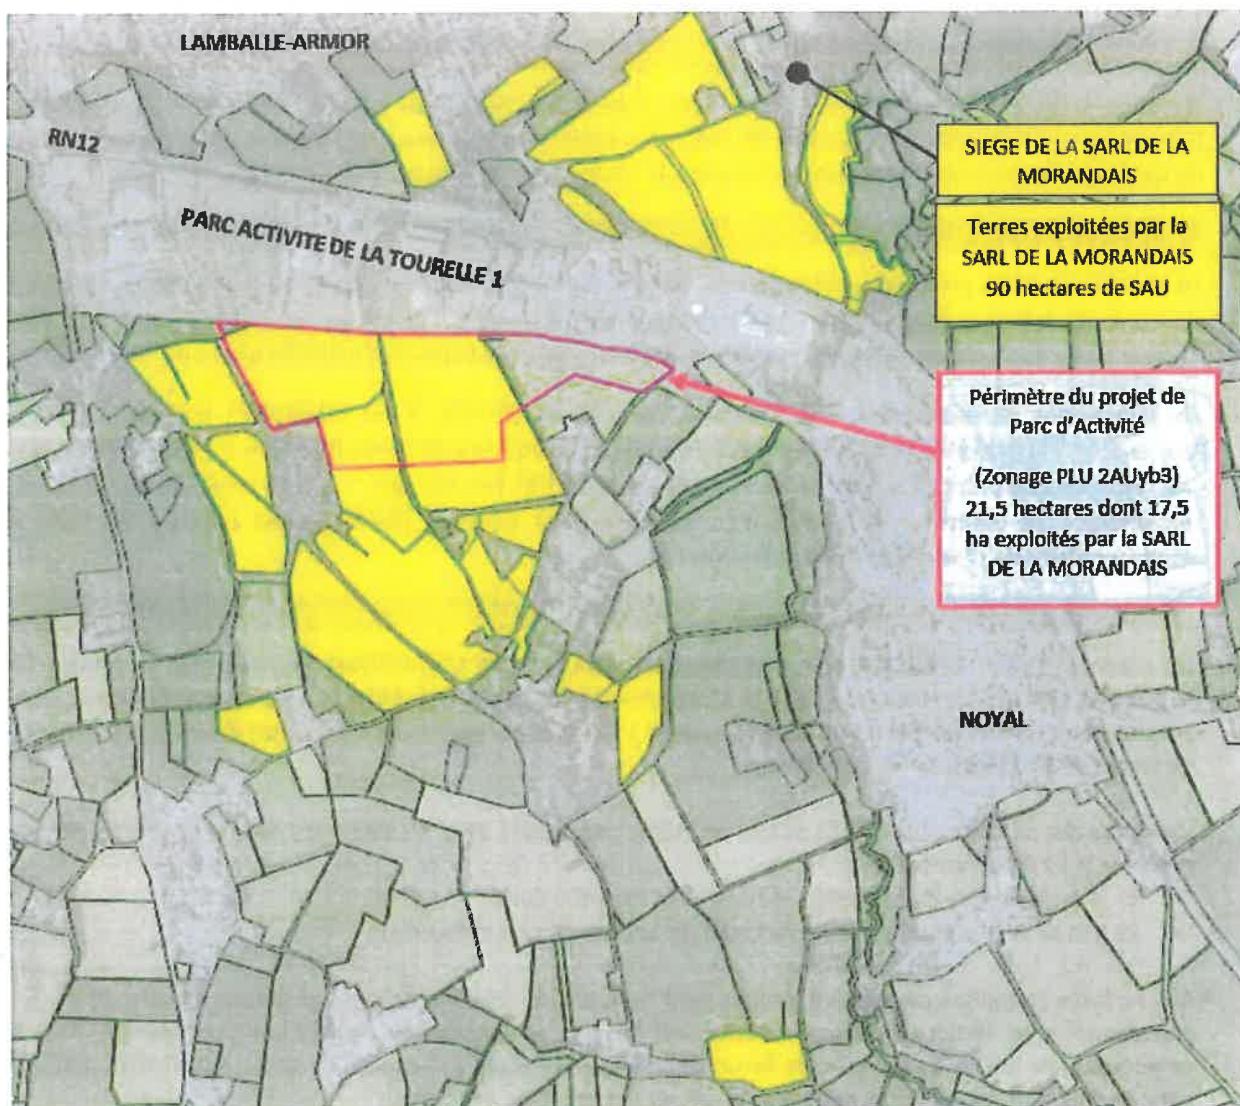 LAMBALLE-ARMOR
RN12
PARC ACTIVITE DE LA TOURELLE 1
SIEGE DE LA SARL DE LA
MORANDAIS
Terres exploitées par la
SARL DE LA MORANDAIS
90 hectares de SAU
Périmètre du projet de
Parc d'Activité
(Zonage PLU 2AUyb3)
21,5 hectares dont 17,5
ha exploités par la SARL
DE LA MORANDAIS
NOYAL